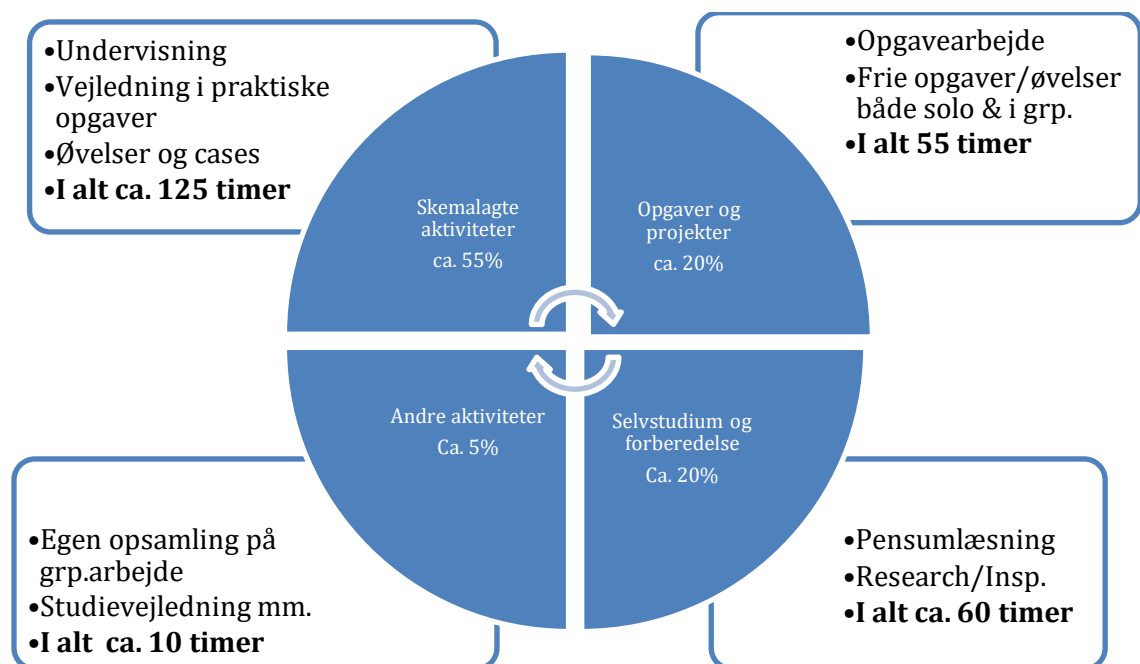 •Undervisning
•Vejledning i praktiske
opgaver
•Øvelser og cases
•I alt ca. 125 timer
•Opgavearbejde
•Frie opgaver/øvelser
både solo & i grp.
•I alt 55 timer
Skemalagte
aktiviteter
ca. 55%
Opgaver og
projekter
ca. 20%
Andre aktiviteter
Ca. 5%
Selvstudium og
forberedelse
Ca. 20%
•Egen opsamling på
grp.arbejde
•Studievejledning mm.
•I alt  ca. 10 timer
•Pensumlæsning
•Research/Insp.
•I alt ca. 60 timer